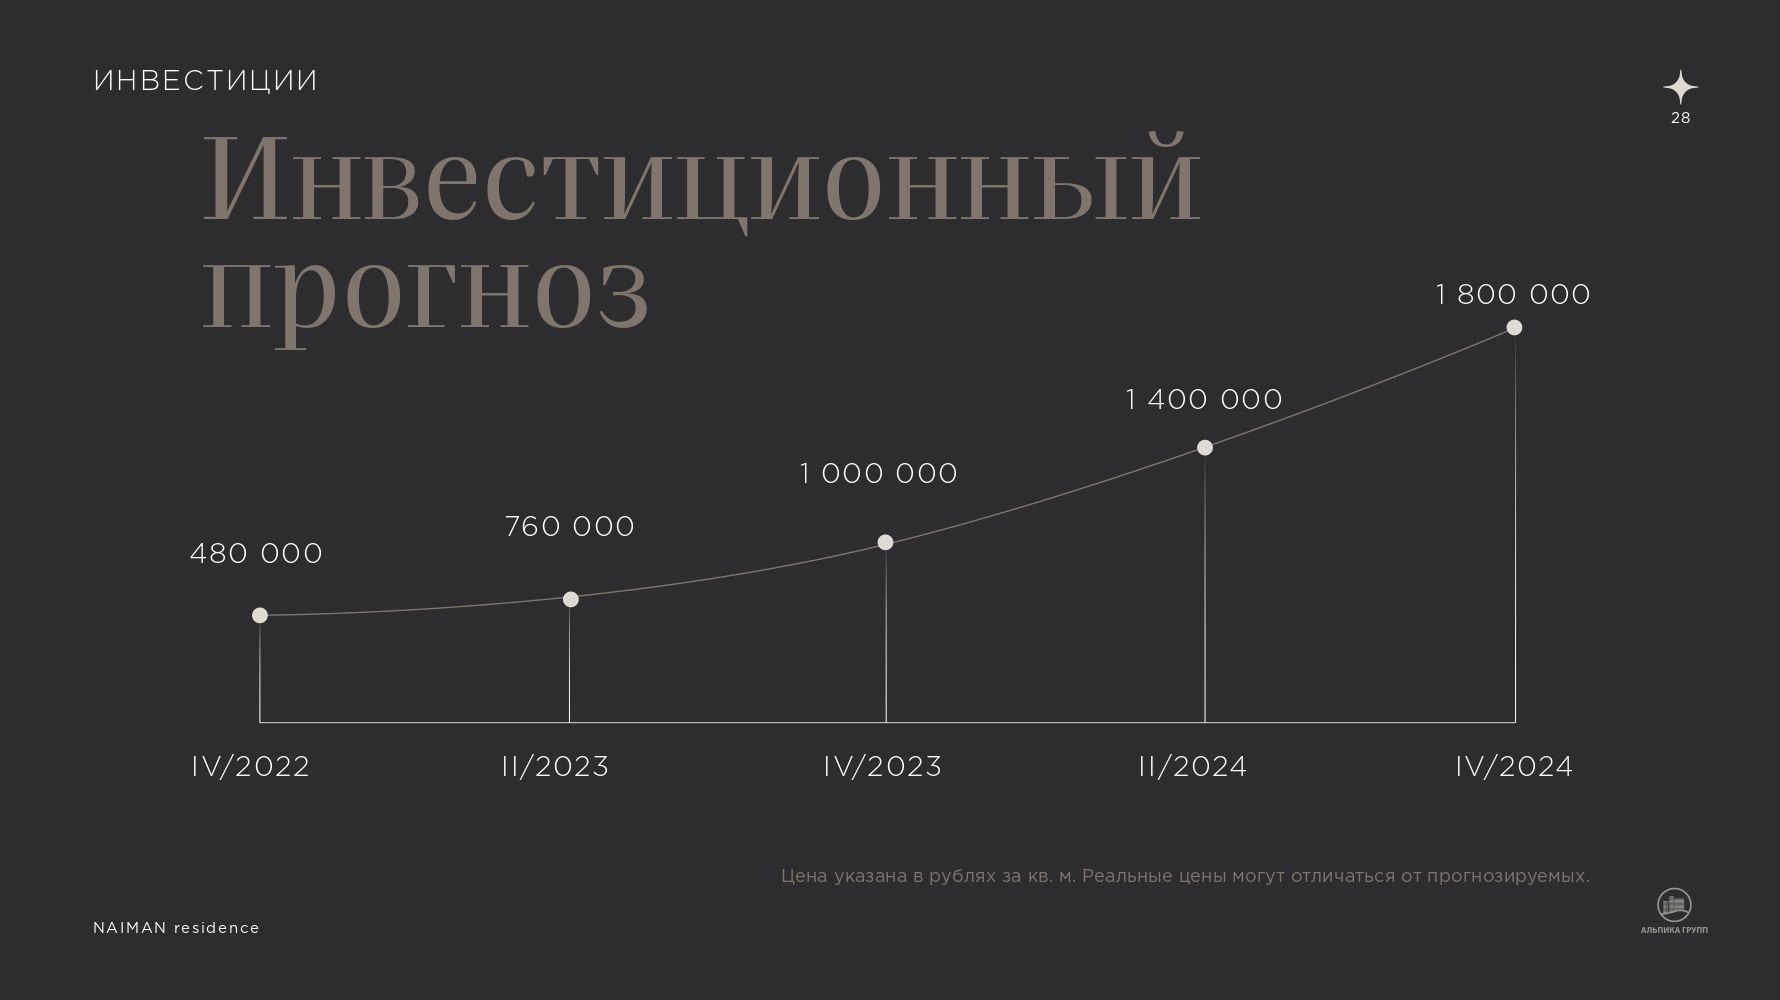 ИНВЕСТИЦИИ
28
Инвестиционный
прогноз
1 800 000
1 400 000
1 000 000
760 000
480 000
IV/2022
II/2023
IV/2023
II/2024
IV/2024
Цена указана в рублях за кв. м. Реальные цены могут отличаться от прогнозируемых.
NAIMAN residence
АЛЬПИКА ГРУПП